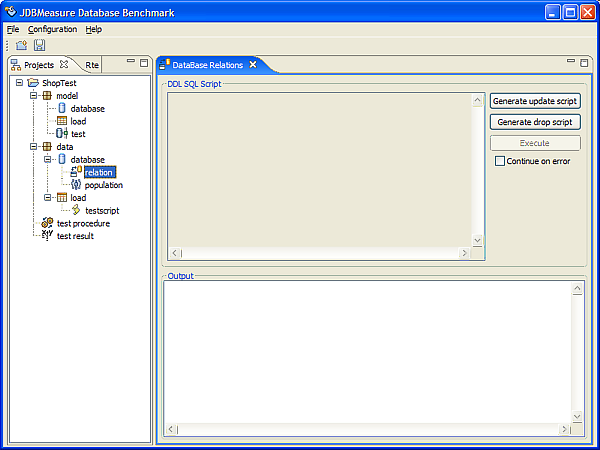 JDBMeasure Database Benchmark
File Configuration Help
Projects Rte
ShopTest
model
database
load
test
data
database
relation
population
load
testscript
test procedure
test result
DataBase Relations
DDL SQL Script
Generate update script
Generate drop script
Execute
Continue on error
Output